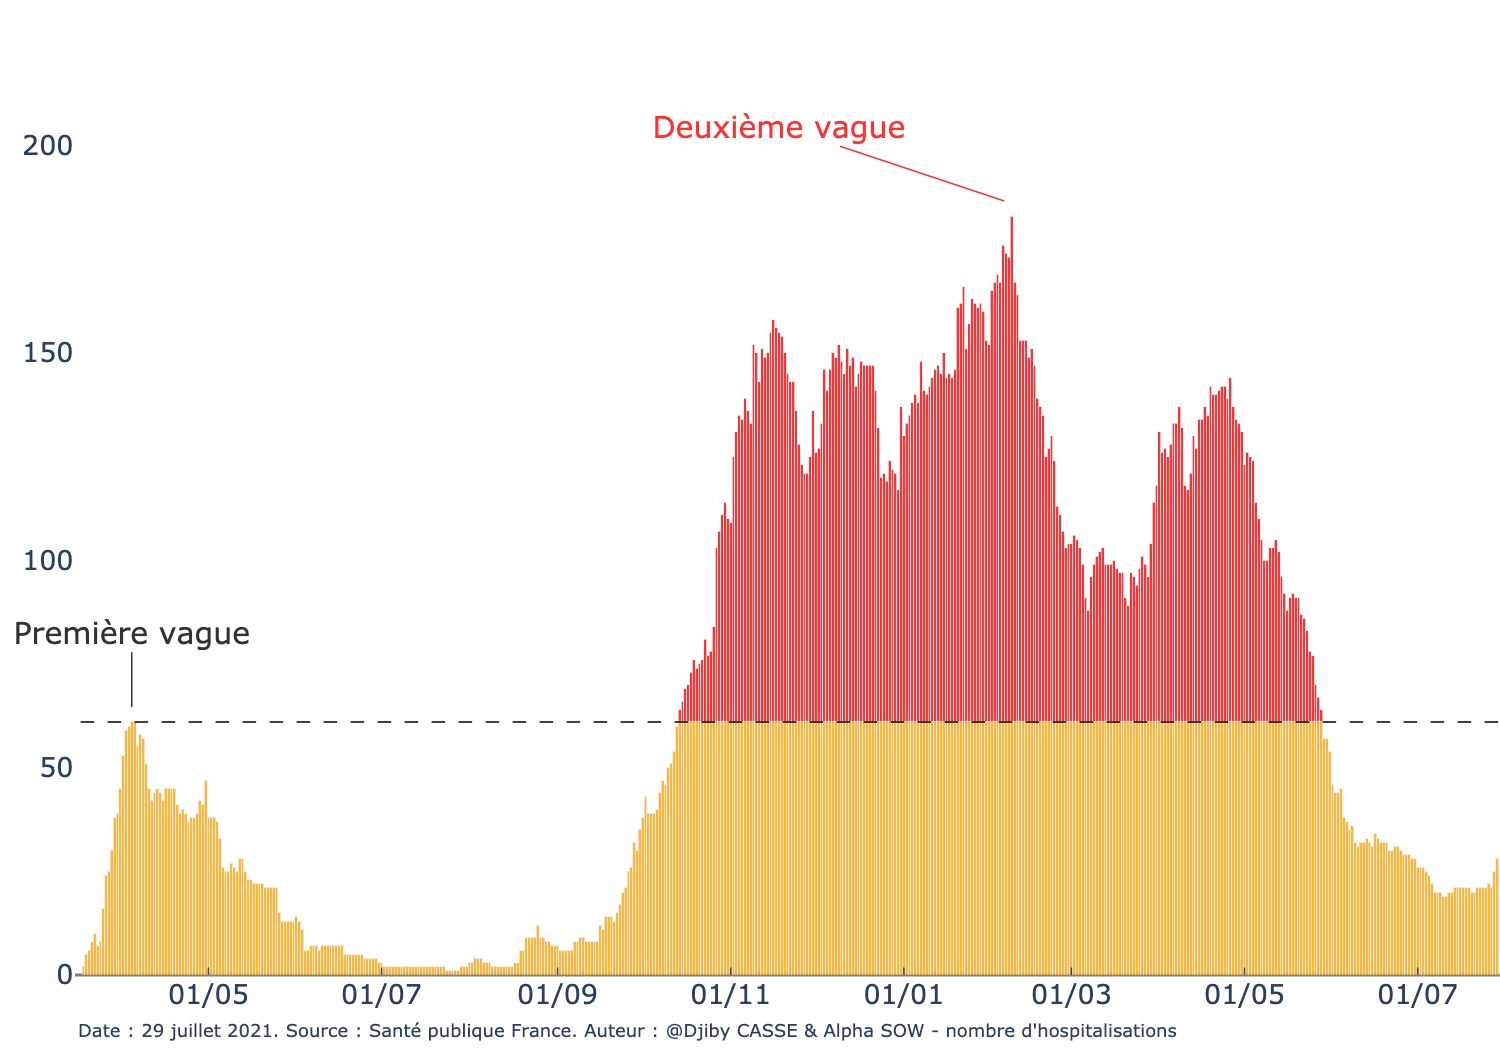 Deuxième vague
200
150
100
Première vague
50
0
01/05 01/07 01/09 01/11 01/01 01/03 01/05 01/07
Date : 29 juillet 2021. Source : Santé publique France. Auteur : @Djiby CASSE & Alpha SOW - nombre d'hospitalisations